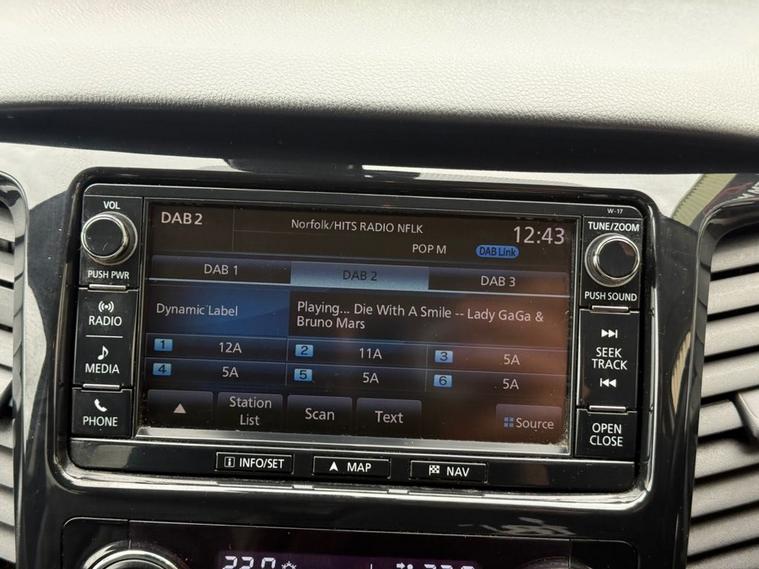 W-17
VOL
PUSH PWR
RADIO
MEDIA
PHONE
DAB2
Norfolk/HITS RADIO NFLK
12:43
POP M
DAB Link
DAB 1
DAB 2
DAB 3
Dynamic Label
Playing... Die With A Smile -- Lady GaGa &
Bruno Mars
1 12A
2 11A
3 5A
4 5A
5 5A
6 5A
Station
List
Scan
Text
Source
TUNE/ZOOM
PUSH SOUND
SEEK
TRACK
OPEN
CLOSE
i INFO/SET
MAP
NAV
22.0